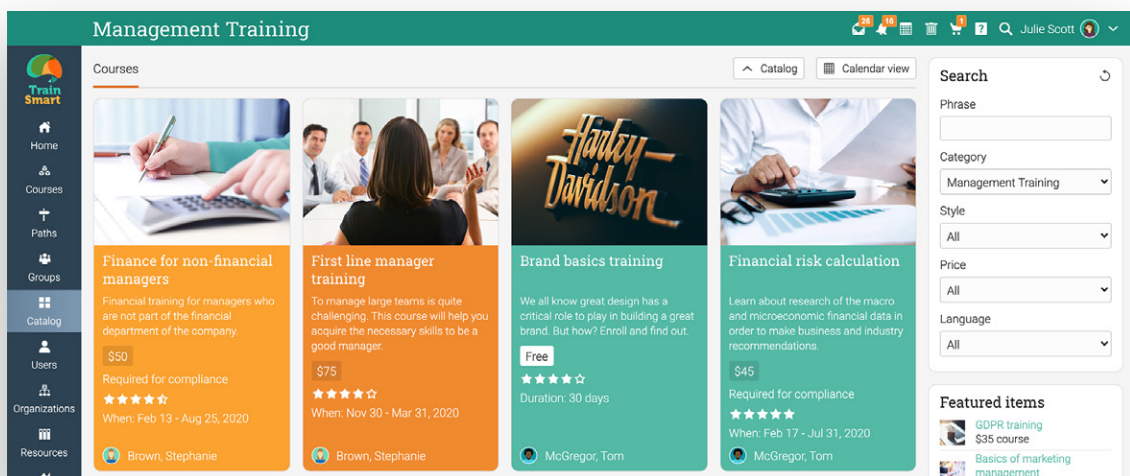 Management Training
26
16
1
?
Julie Scott
Train
Smart
Home
Courses
Paths
Groups
Catalog
Users
Organizations
Resources
Courses
Catalog
Calendar view
Finance for non-financial
managers
Financial training for managers who
are not part of the financial
department of the company.
$50
Required for compliance
When: Feb 13 - Aug 25, 2020
Brown, Stephanie
First line manager
training
To manage large teams is quite
challenging. This course will help you
acquire the necessary skills to be a
good manager.
$75
When: Nov 30 - Mar 31, 2020
Brown, Stephanie
Harley-
Davidson
Brand basics training
We all know great design has a
critical role to play in building a great
brand. But how? Enroll and find out.
Free
Duration: 30 days
McGregor, Tom
Financial risk calculation
Learn about research of the macro
and microeconomic financial data in
order to make business and industry
recommendations.
$45
Required for compliance
When: Feb 17 - Jul 31, 2020
McGregor, Tom
Search
Phrase
Category
Management Training
Style
All
Price
All
Language
All
Featured items
GDPR training
$35 course
Basics of marketing
management